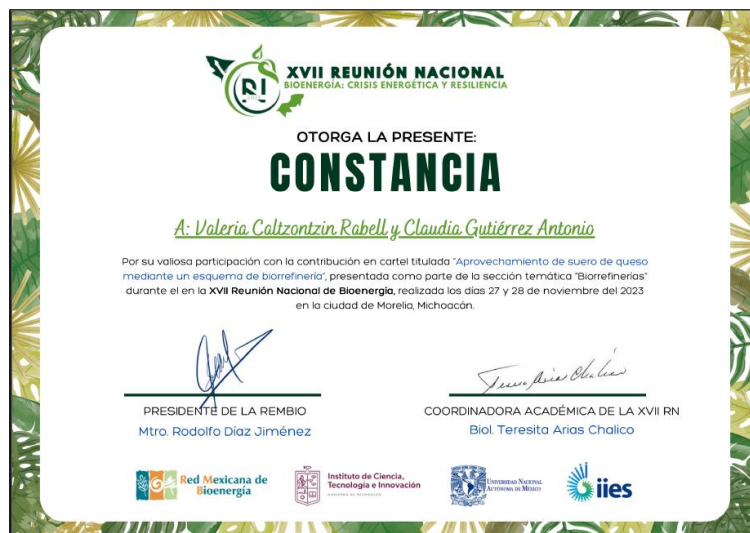 XVII REUNIÓN NACIONAL
BIOENERGÍA: CRISIS ENERGÉTICA Y RESILIENCIA
OTORGA LA PRESENTE:
CONSTANCIA
A: Valeria Caltzontzin Rabell y Claudia Gutiérrez Antonio
Por su valiosa participación con la contribución en cartel titulada "Aprovechamiento de suero de queso
mediante un esquema de biorrefinería", presentada como parte de la sección temática "Biorrefinerías"
durante el en la XVII Reunión Nacional de Bioenergía, realizada los días 27 y 28 de noviembre del 2023
en la ciudad de Morelia, Michoacán.
PRESIDENTE DE LA REMBIO
Mtro. Rodolfo Díaz Jiménez
COORDINADORA ACADÉMICA DE LA XVII RN
Biol. Teresita Arias Chalico
Red Mexicana de
Bioenergía
Instituto de Ciencia,
Tecnología e Innovación
GOBIERNO DE MICHOACÁN
UNIVERSIDAD NACIONAL
AUTÓNOMA DE MÉXICO
iies